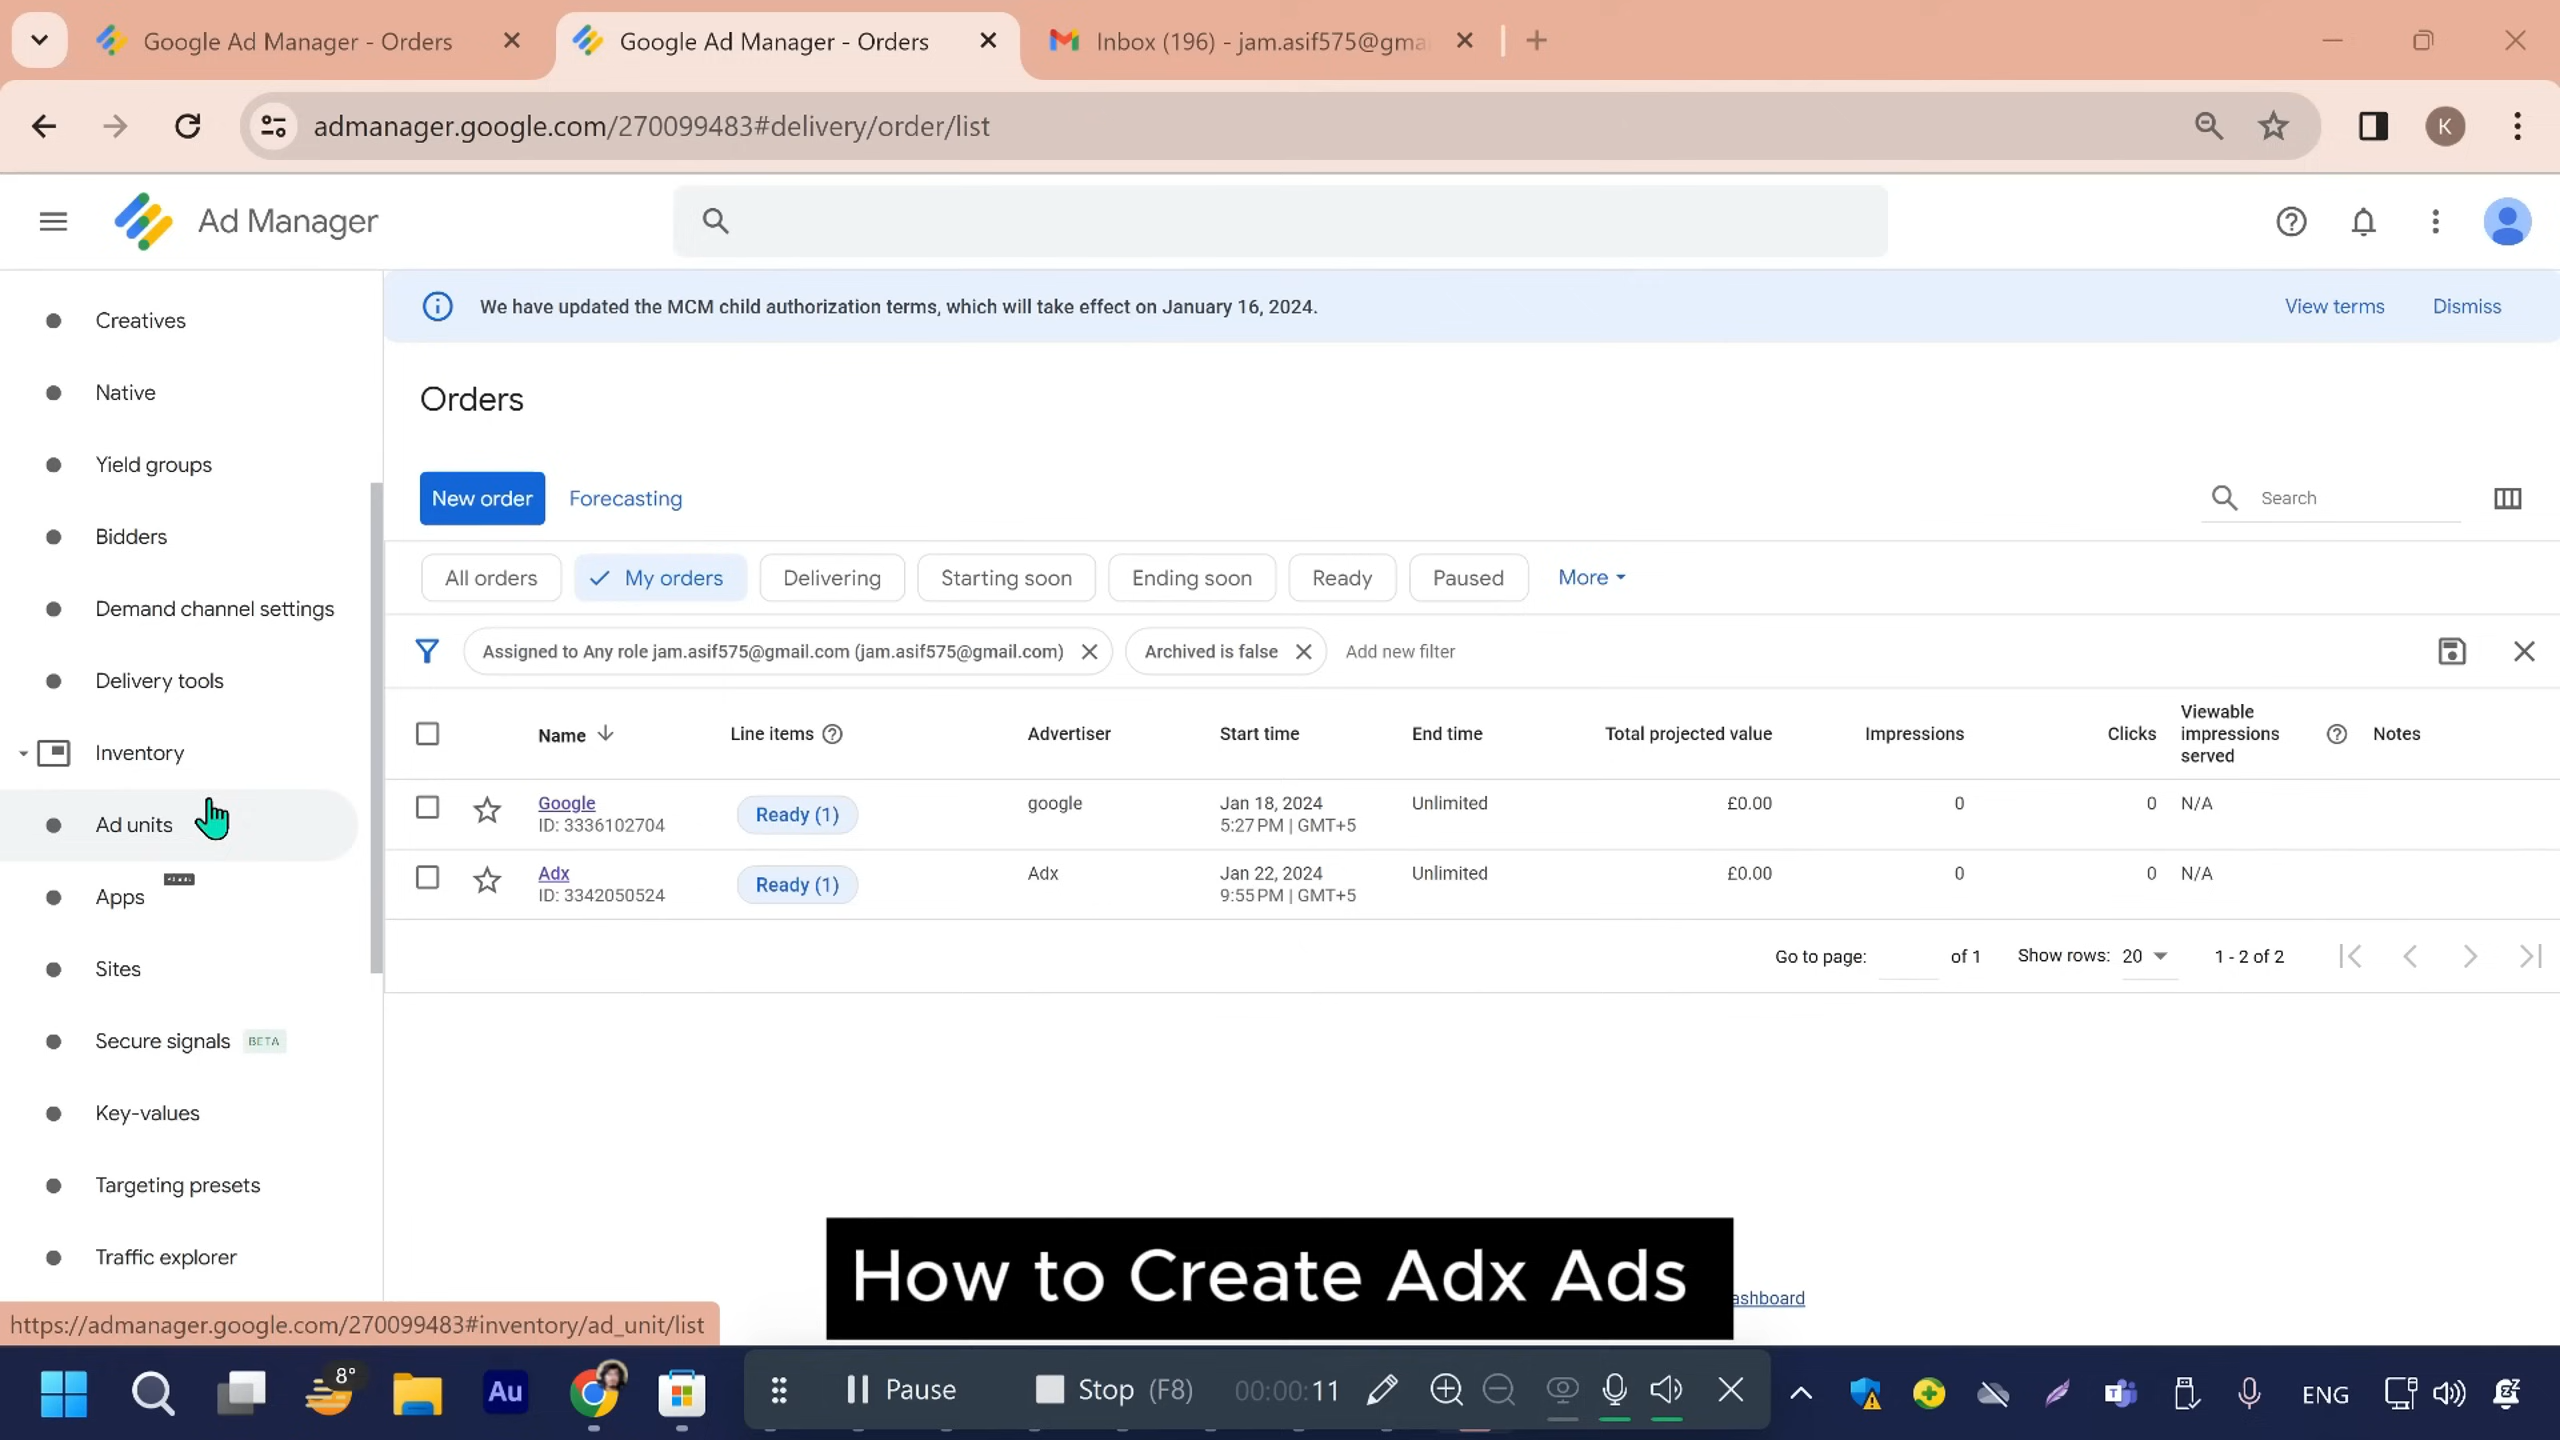 Google Ad Manager - Orders
Google Ad Manager - Orders
Inbox (196) - jam.asif575@gma
admanager.google.com/270099483#delivery/order/list
K
Ad Manager
We have updated the MCM child authorization terms, which will take effect on January 16, 2024.
View terms
Dismiss
Creatives
Native
Yield groups
Bidders
Demand channel settings
Delivery tools
Inventory
Ad units
Apps
Sites
Secure signals BETA
Key-values
Targeting presets
Traffic explorer
Orders
New order
Forecasting
Search
All orders
My orders
Delivering
Starting soon
Ending soon
Ready
Paused
More
Assigned to Any role jam.asif575@gmail.com (jam.asif575@gmail.com)
Archived is false
Add new filter
Name
Line items
Advertiser
Start time
End time
Total projected value
Impressions
Clicks
Viewable
impressions
served
Notes
Google
ID: 3336102704
Ready (1)
google
Jan 18, 2024
5:27 PM | GMT+5
Unlimited
£0.00
0
0
N/A
Adx
ID: 3342050524
Ready (1)
Adx
Jan 22, 2024
9:55 PM | GMT+5
Unlimited
£0.00
0
0
N/A
Go to page:
of 1
Show rows: 20
1 - 2 of 2
How to Create Adx Ads
ashboard
https://admanager.google.com/270099483#inventory/ad_unit/list
8°
Au
Pause
Stop (F8)
00:00:11
ENG